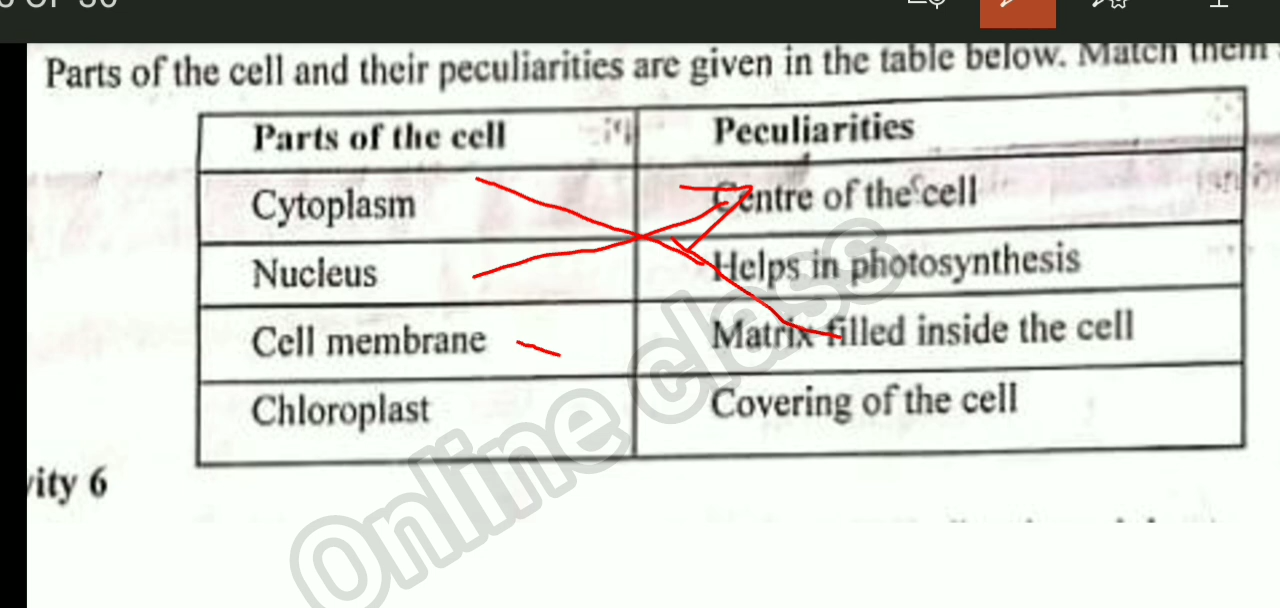 Parts of the cell and their peculiarities are given in the table below. Match them
Parts of the cell Peculiarities
Cytoplasm Centre of the cell
Nucleus Helps in photosynthesis
Cell membrane Matrix filled inside the cell
Chloroplast Covering of the cell
vity 6
Online class